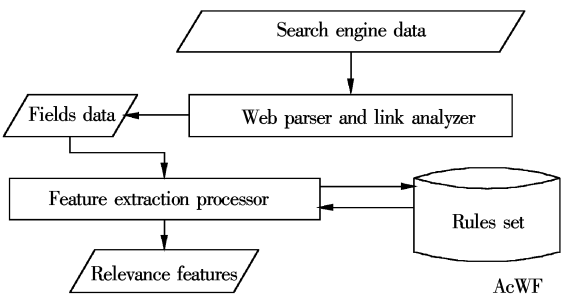 Search engine data
Web parser and link analyzer
Fields data
Feature extraction processor
Rules set
Relevance features
AcWF